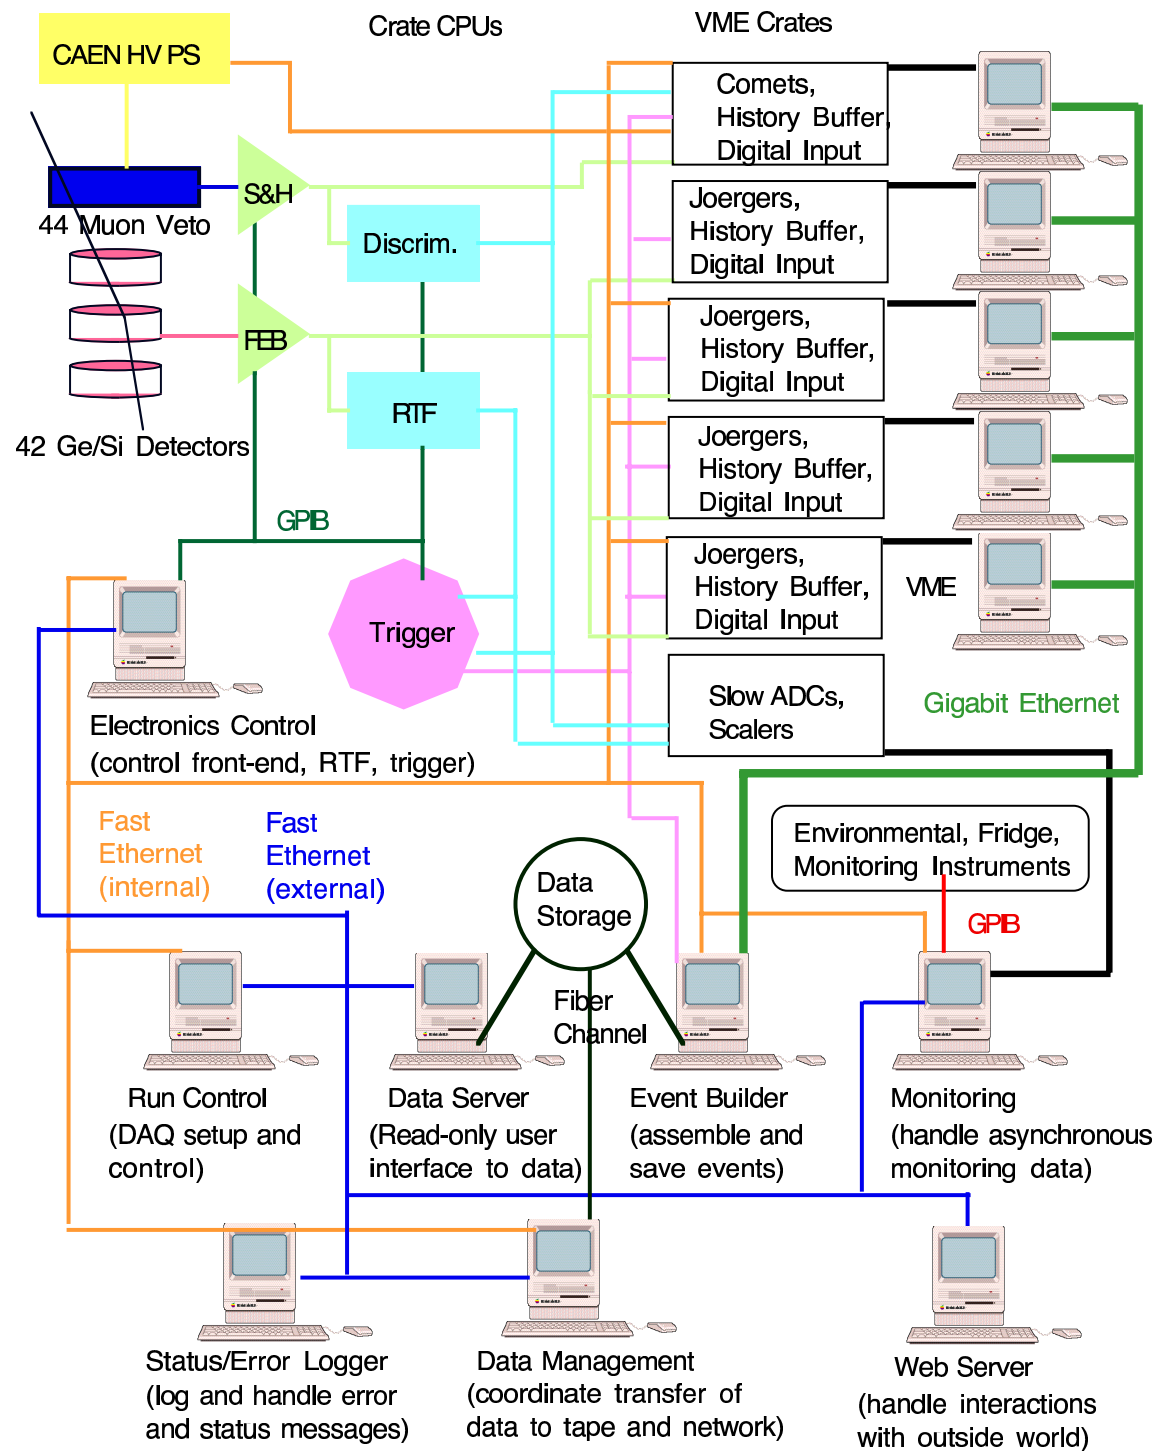 Crate CPUs
VME Crates
CAEN HV PS
Comets,
History Buffer,
Digital Input
S&H
44 Muon Veto
Discrim.
Joergers,
History Buffer,
Digital Input
FEB
Joergers,
History Buffer,
Digital Input
RTF
42 Ge/Si Detectors
Joergers,
History Buffer,
Digital Input
GPIB
Joergers,
History Buffer,
Digital Input
VME
Trigger
Slow ADCs,
Scalers
Gigabit Ethernet
Electronics Control
(control front-end, RTF, trigger)
Fast
Ethernet
(internal)
Fast
Ethernet
(external)
Environmental, Fridge,
Monitoring Instruments
Data
Storage
GPIB
Fiber
Channel
Run Control
(DAQ setup and
control)
Data Server
(Read-only user
interface to data)
Event Builder
(assemble and
save events)
Monitoring
(handle asynchronous
monitoring data)
Status/Error Logger
(log and handle error
and status messages)
Data Management
(coordinate transfer of
data to tape and network)
Web Server
(handle interactions
with outside world)